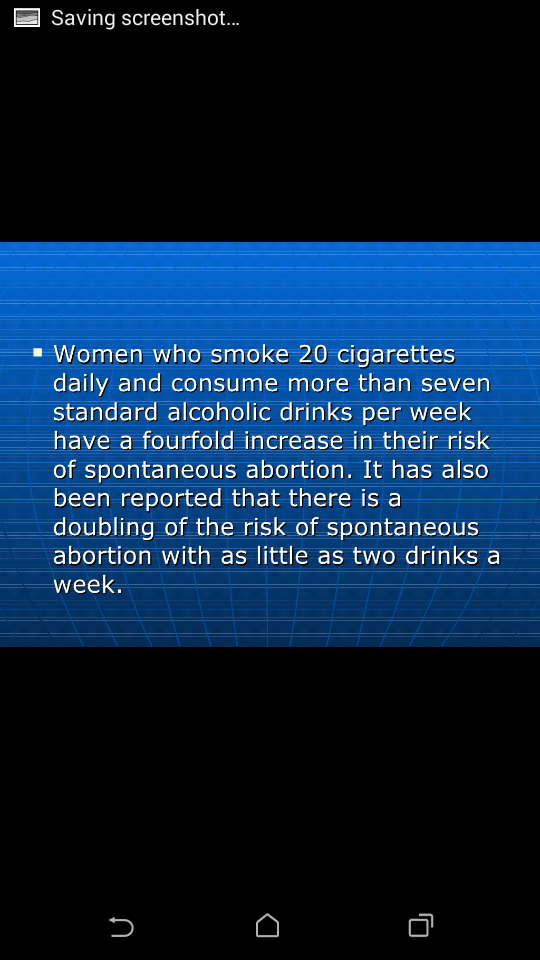 Saving screenshot...
Women who smoke 20 cigarettes
daily and consume more than seven
standard alcoholic drinks per week
have a fourfold increase in their risk
of spontaneous abortion. It has also
been reported that there is a
doubling of the risk of spontaneous
abortion with as little as two drinks a
week.